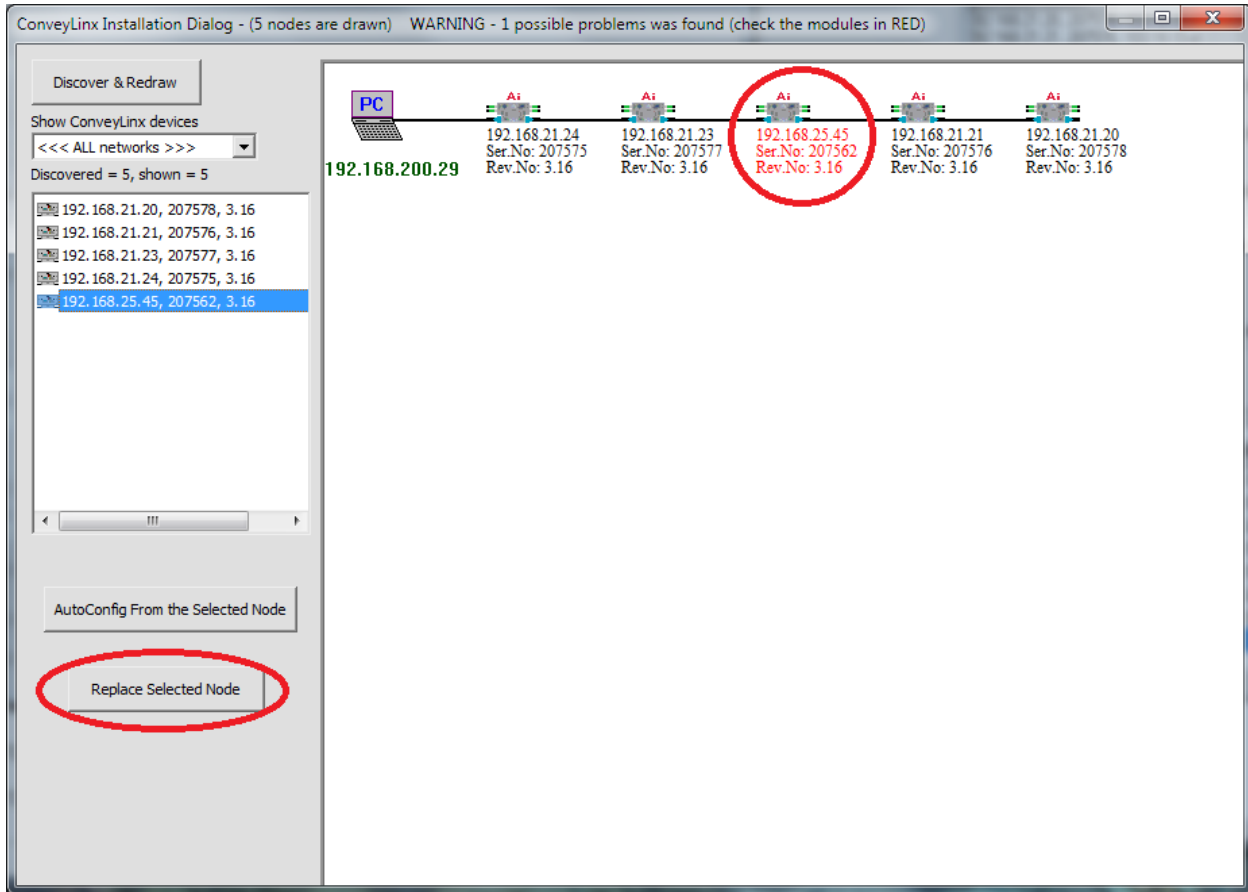 ConveyLinx Installation Dialog - (5 nodes are drawn)    WARNING - 1 possible problems was found (check the modules in RED)
Discover & Redraw
Show ConveyLinx devices
<<< ALL networks >>>
Discovered = 5, shown = 5
192.168.21.20, 207578, 3.16
192.168.21.21, 207576, 3.16
192.168.21.23, 207577, 3.16
192.168.21.24, 207575, 3.16
192.168.25.45, 207562, 3.16
AutoConfig From the Selected Node
Replace Selected Node
PC
192.168.200.29
Ai
192.168.21.24
Ser.No: 207575
Rev.No: 3.16
Ai
192.168.21.23
Ser.No: 207577
Rev.No: 3.16
Ai
192.168.25.45
Ser.No: 207562
Rev.No: 3.16
Ai
192.168.21.21
Ser.No: 207576
Rev.No: 3.16
Ai
192.168.21.20
Ser.No: 207578
Rev.No: 3.16